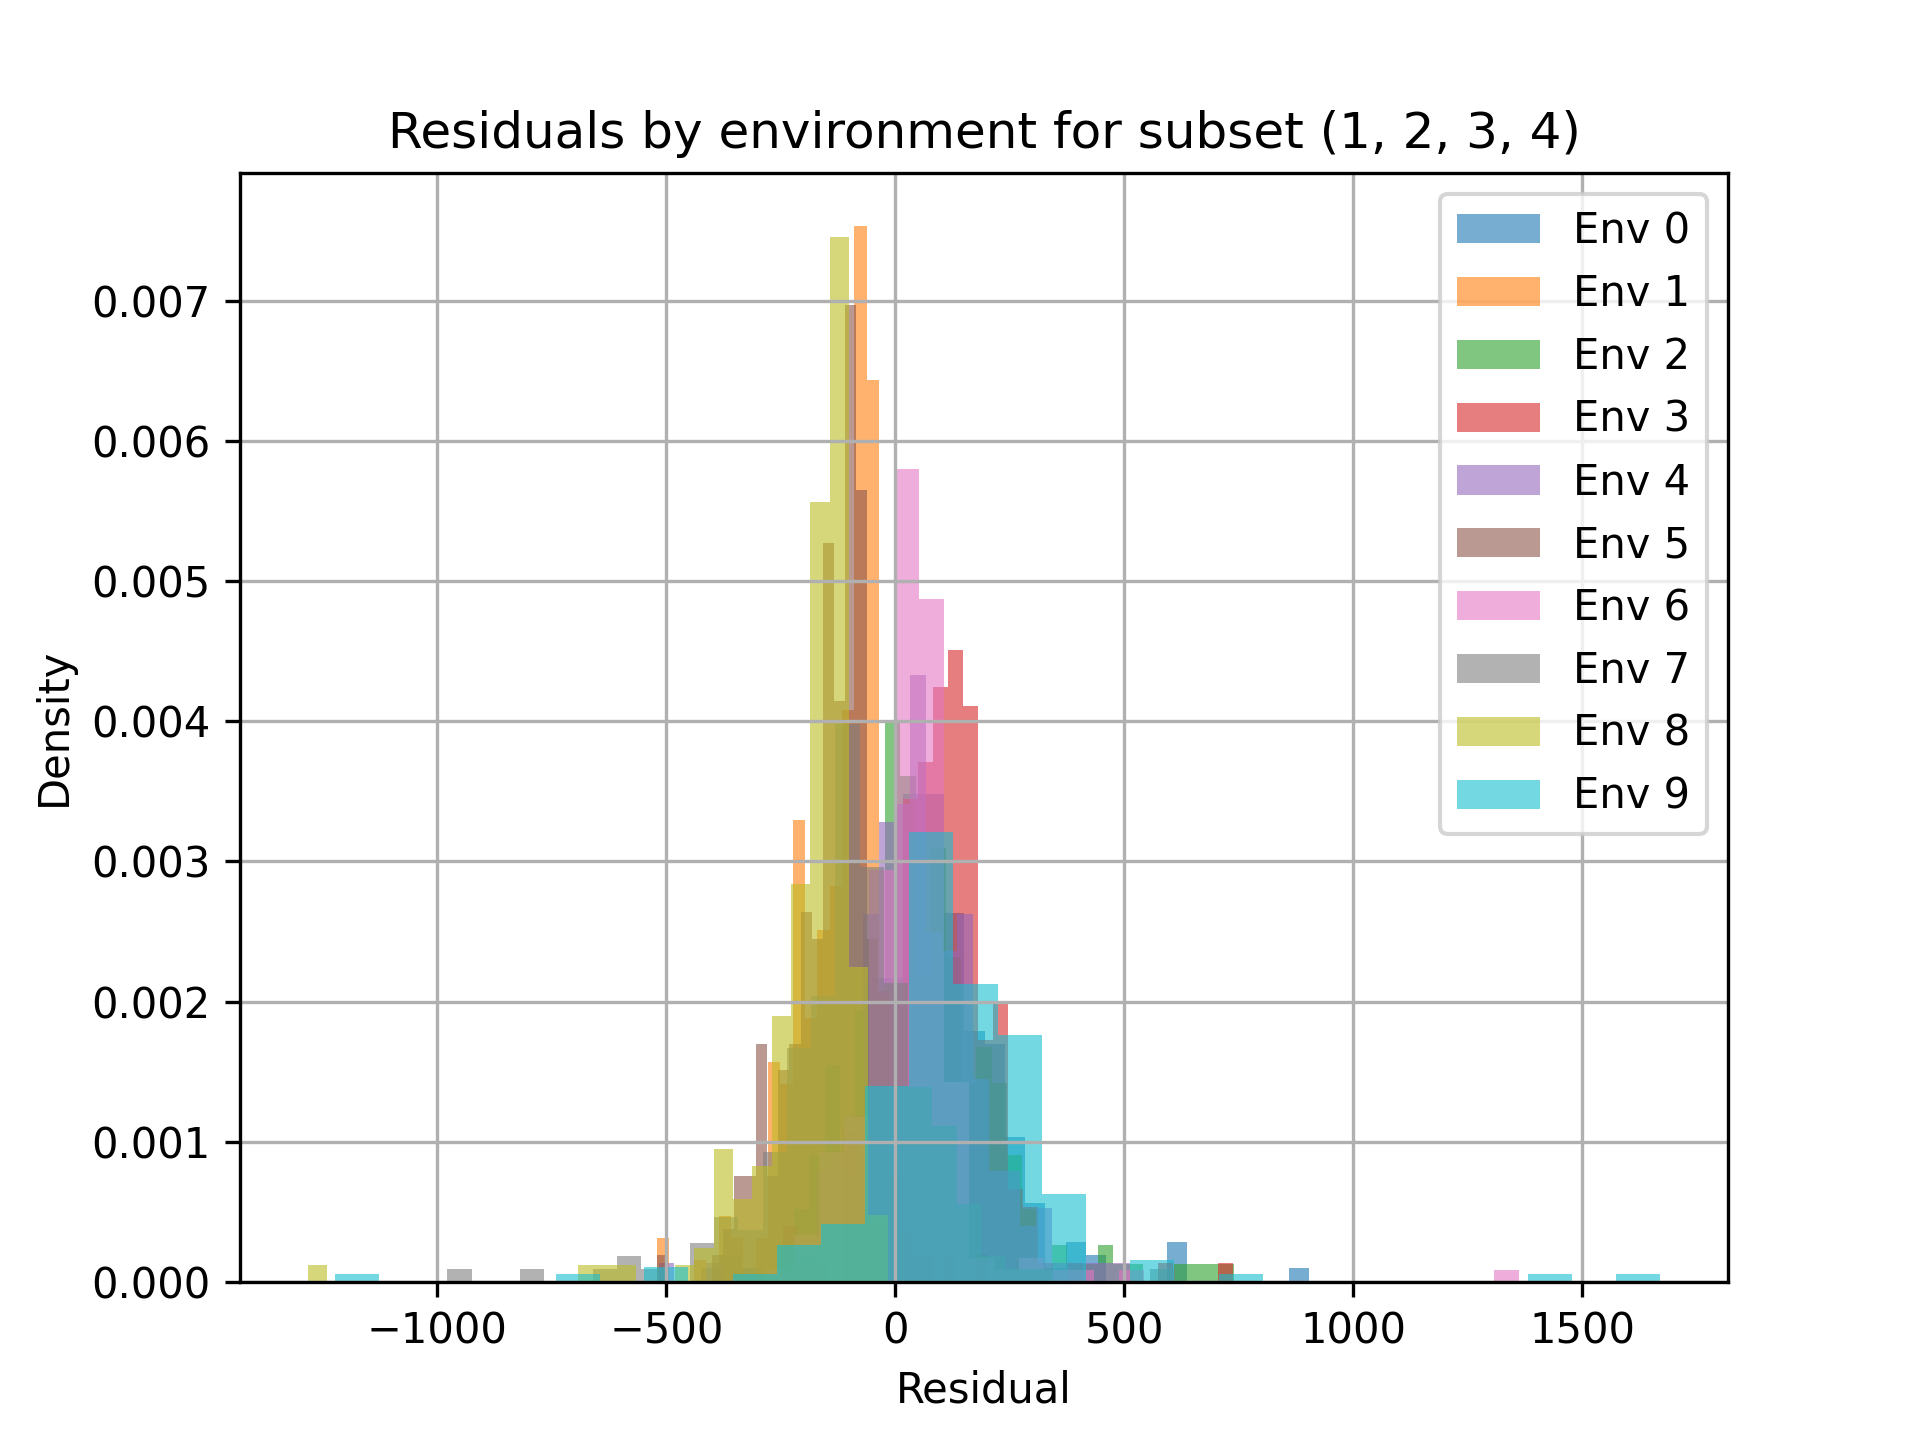 Residuals by environment for subset (1, 2, 3, 4)
Env 0
Env 1
Env 2
Env 3
Env 4
Env 5
Env 6
Env 7
Env 8
Env 9
Density
0.007
0.006
0.005
0.004
0.003
0.002
0.001
0.000
−1000 −500 0 500 1000 1500
Residual